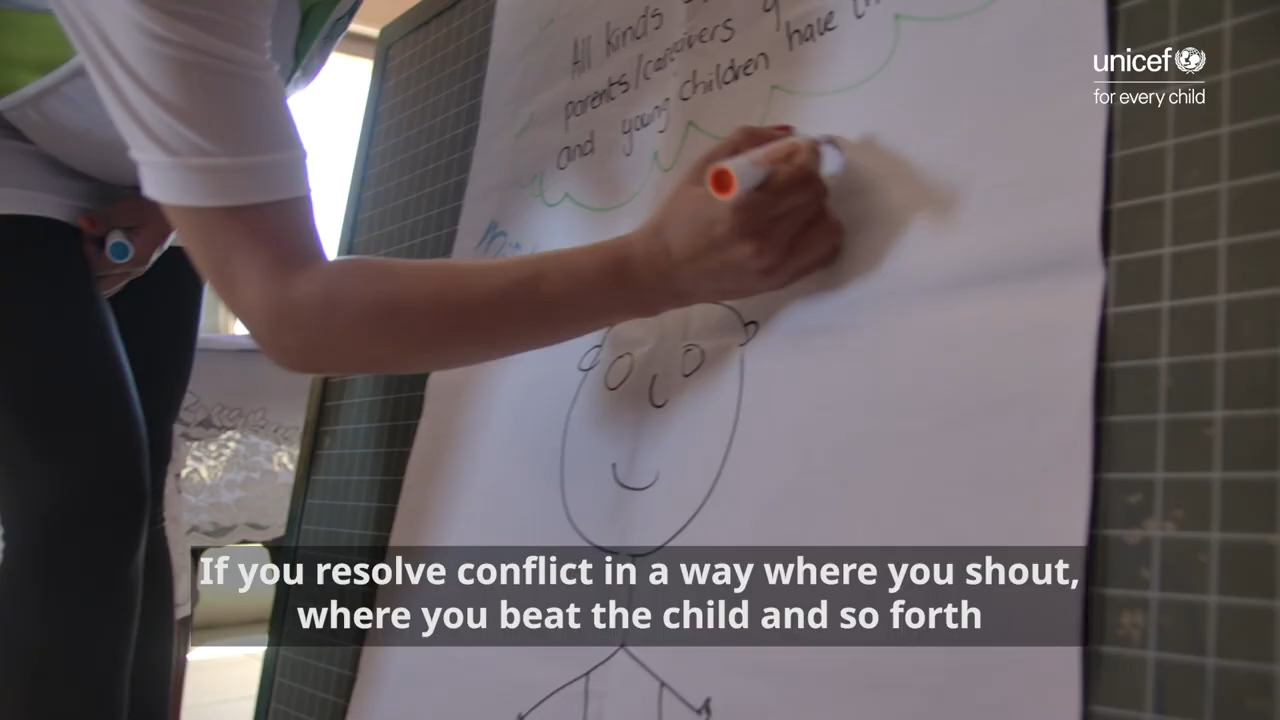 All kinds
parents/caregivers
and young children have
unicef
for every child
If you resolve conflict in a way where you shout,
where you beat the child and so forth